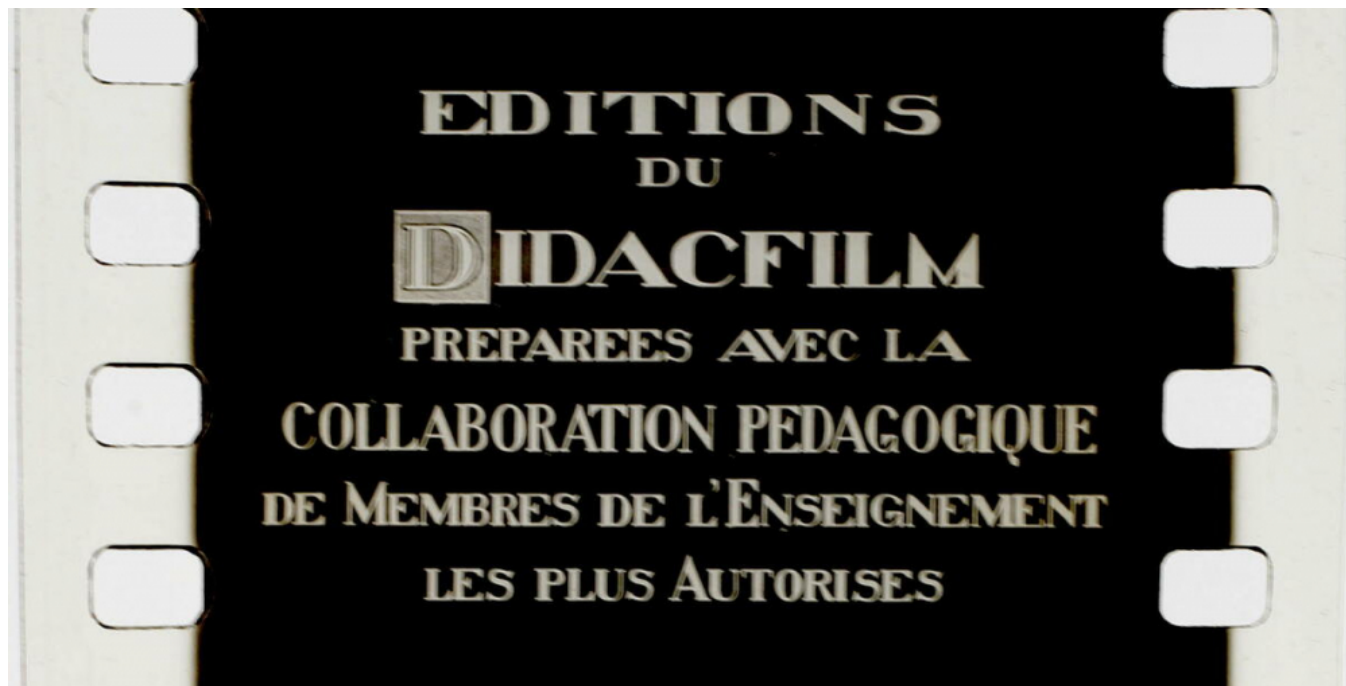 EDITIONS
DU
DIDACFILM
PREPAREES AVEC LA
COLLABORATION PEDAGOGIQUE
DE MEMBRES DE L'ENSEIGNEMENT
LES PLUS AUTORISES